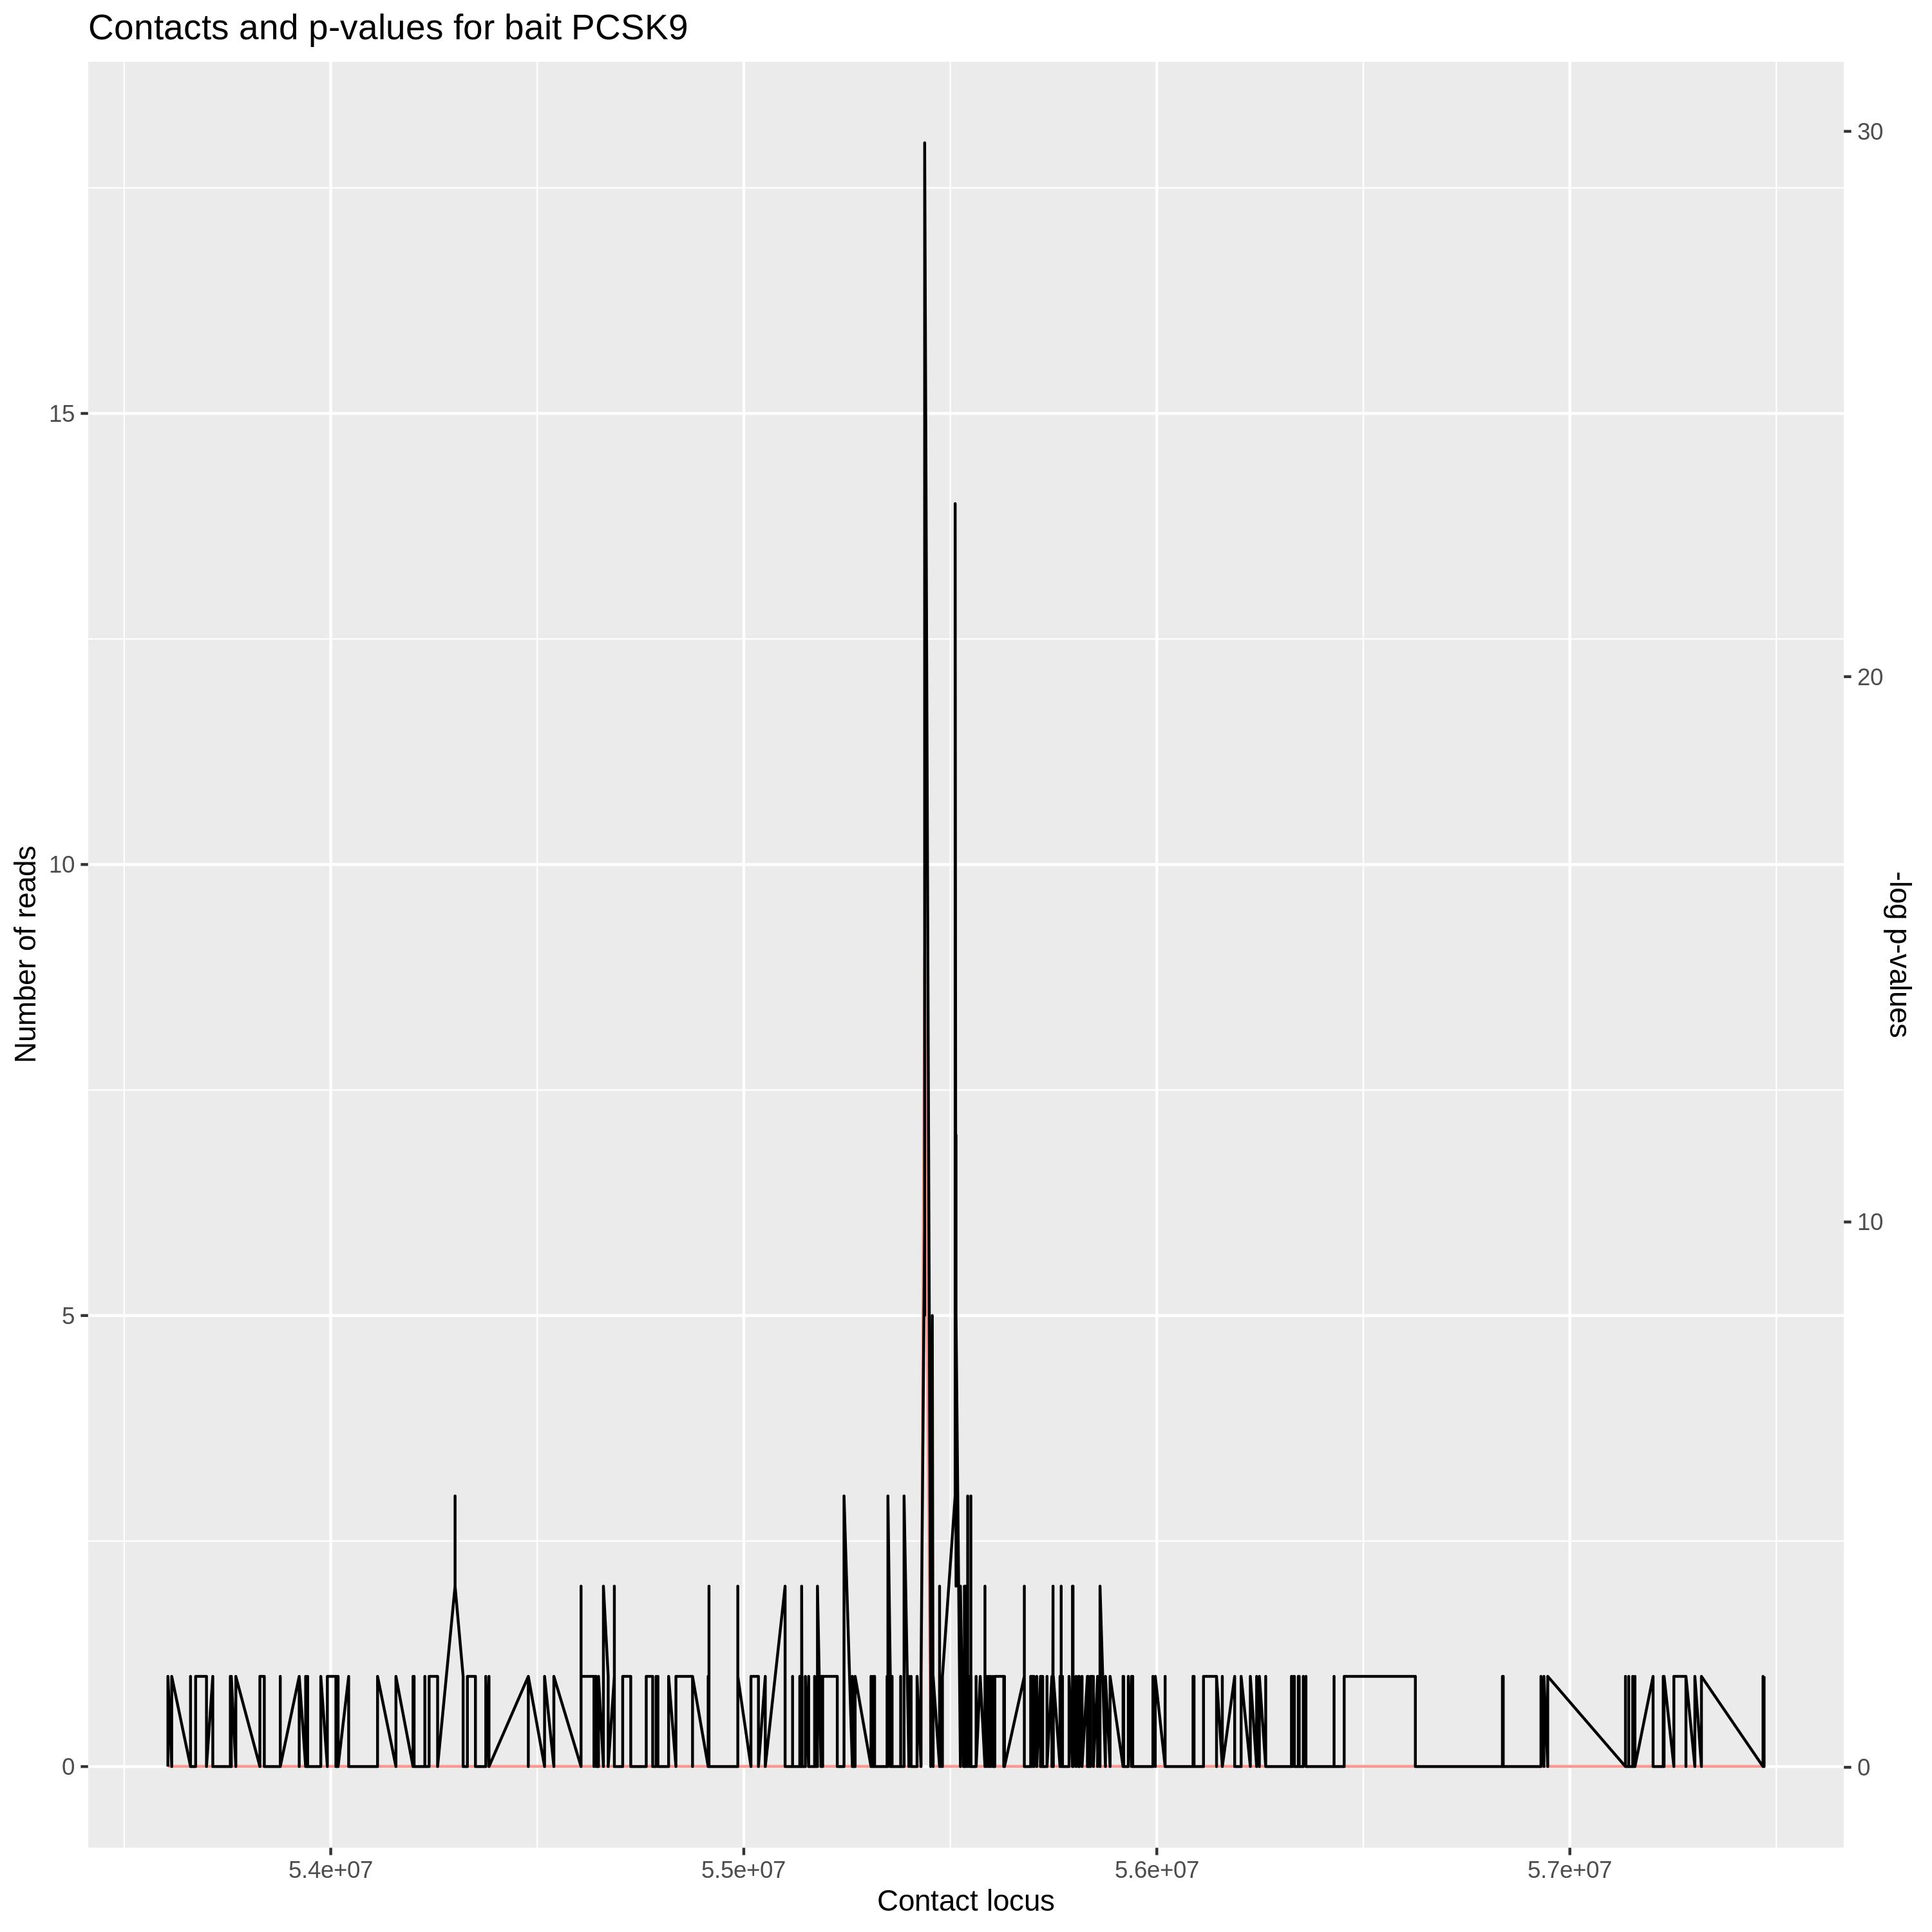 Contacts and p-values for bait PCSK9
30
15
20
10
10
5
0
0
Number of reads
-log p-values
5.4e+07
5.5e+07
5.6e+07
5.7e+07
Contact locus